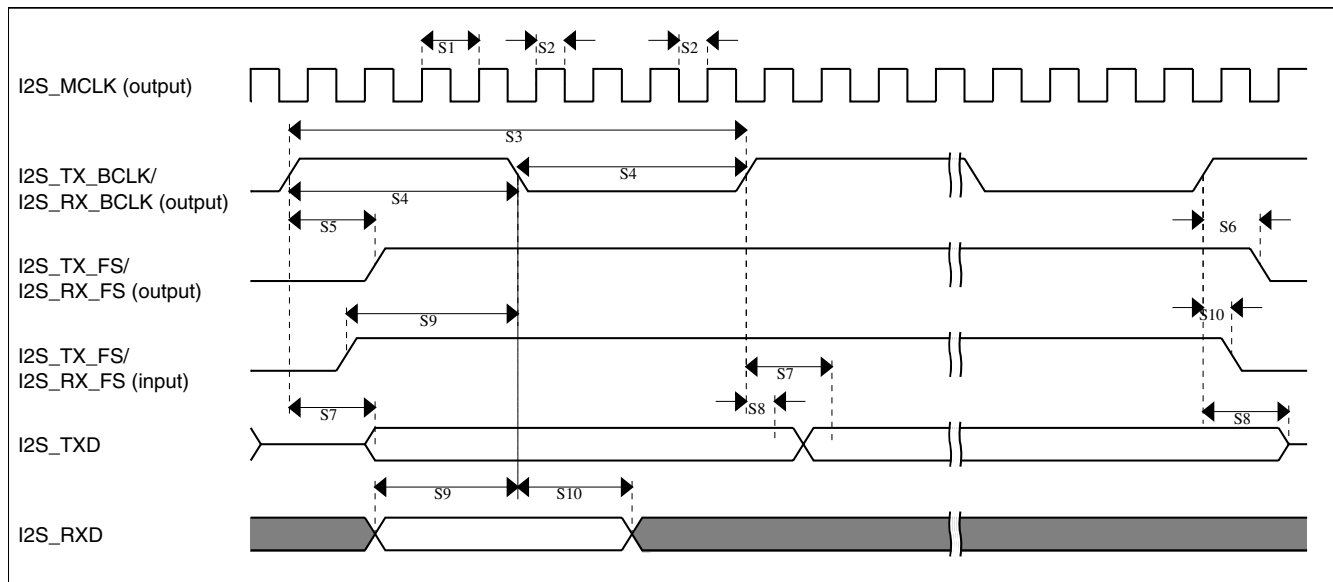 S1
S2
S2
I2S_MCLK (output)
S3
I2S_TX_BCLK/
I2S_RX_BCLK (output)
S4
S4
S5
S6
I2S_TX_FS/
I2S_RX_FS (output)
S9
S10
I2S_TX_FS/
I2S_RX_FS (input)
S7
S7
S8
S8
I2S_TXD
S9
S10
I2S_RXD